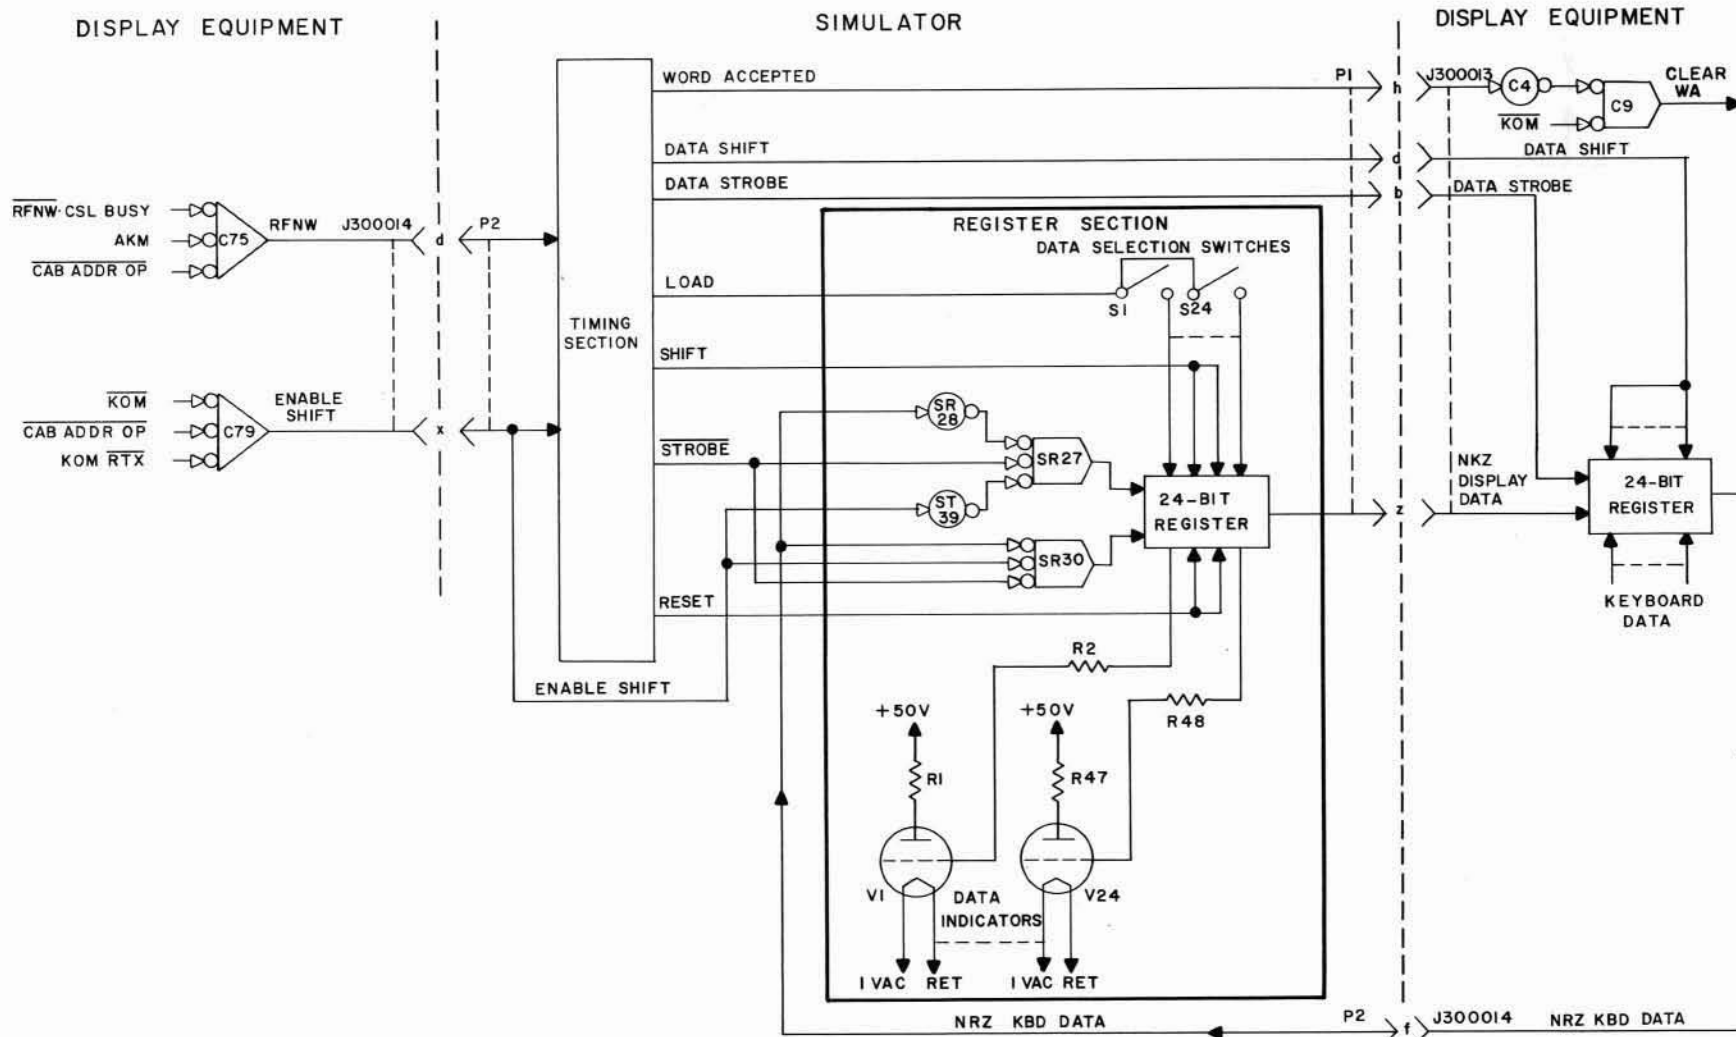 DISPLAY EQUIPMENT
SIMULATOR
DISPLAY EQUIPMENT
WORD ACCEPTED
P1
h
J300013
C4
C9
CLEAR
WA
KOM
DATA SHIFT
d
DATA SHIFT
DATA STROBE
b
DATA STROBE
RFNW·CSL BUSY
AKM
CAB ADDR OP
C75
RFNW
J300014
d
P2
REGISTER SECTION
DATA SELECTION SWITCHES
LOAD
S1
S24
TIMING
SECTION
SHIFT
KOM
CAB ADDR OP
KOM RTX
C79
ENABLE
SHIFT
x
STROBE
SR
28
SR27
ST
39
SR30
24-BIT
REGISTER
z
NKZ
DISPLAY
DATA
24-BIT
REGISTER
KEYBOARD
DATA
RESET
ENABLE SHIFT
R2
R48
+50V
+50V
R1
R47
V1
V24
DATA
INDICATORS
1 VAC RET
1 VAC RET
NRZ KBD DATA
P2
f
J300014
NRZ KBD DATA